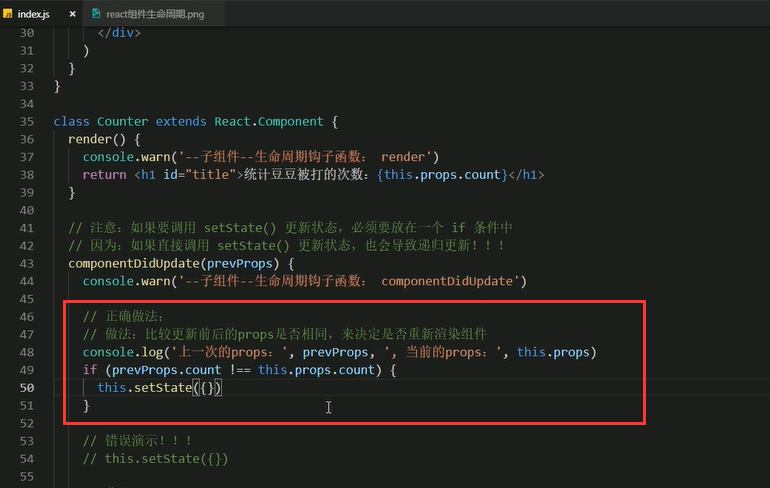 index.js × react组件生命周期.png
30 </div>
31 )
32 }
33 }
34
35 class Counter extends React.Component {
36 render() {
37 console.warn('--子组件--生命周期钩子函数： render')
38 return <h1 id="title">统计豆豆被打的次数：{this.props.count}</h1>
39 }
40
41 // 注意：如果要调用 setState() 更新状态，必须要放在一个 if 条件中
42 // 因为：如果直接调用 setState() 更新状态，也会导致递归更新！！！
43 componentDidUpdate(prevProps) {
44 console.warn('--子组件--生命周期钩子函数： componentDidUpdate')
45
46 // 正确做法：
47 // 做法：比较更新前后的props是否相同，来决定是否重新渲染组件
48 console.log('上一次的props：', prevProps, ', 当前的props：', this.props)
49 if (prevProps.count !== this.props.count) {
50 this.setState({})
51 }
52
53 // 错误演示！！！
54 // this.setState({})
55